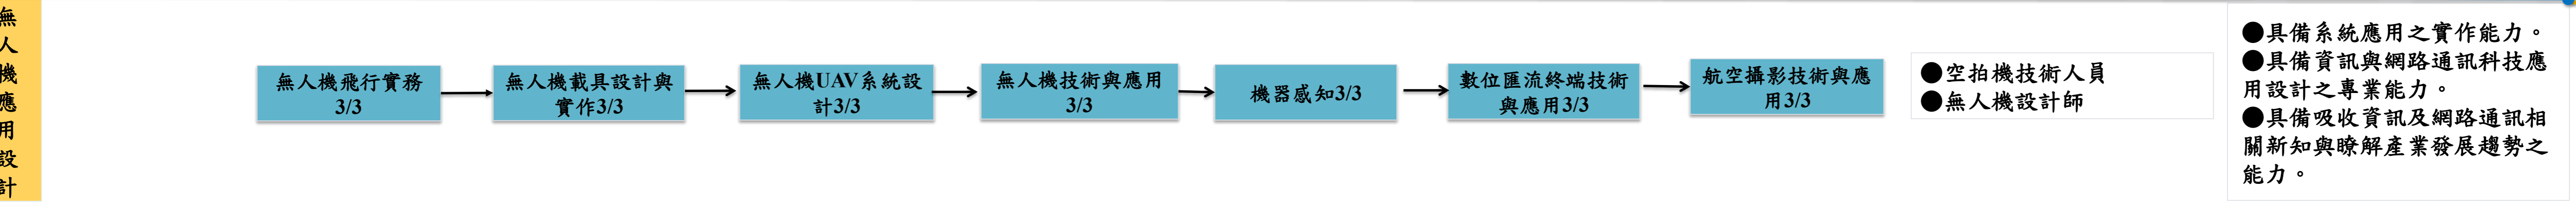 無人機應用設計
無人機飛行實務
3/3
無人機載具設計與
實作3/3
無人機UAV系統設
計3/3
無人機技術與應用
3/3
機器感知3/3
數位匯流終端技術
與應用3/3
航空攝影技術與應
用3/3
●空拍機技術人員
●無人機設計師
●具備系統應用之實作能力。
●具備資訊與網路通訊科技應
用設計之專業能力。
●具備吸收資訊及網路通訊相
關新知與瞭解產業發展趨勢之
能力。